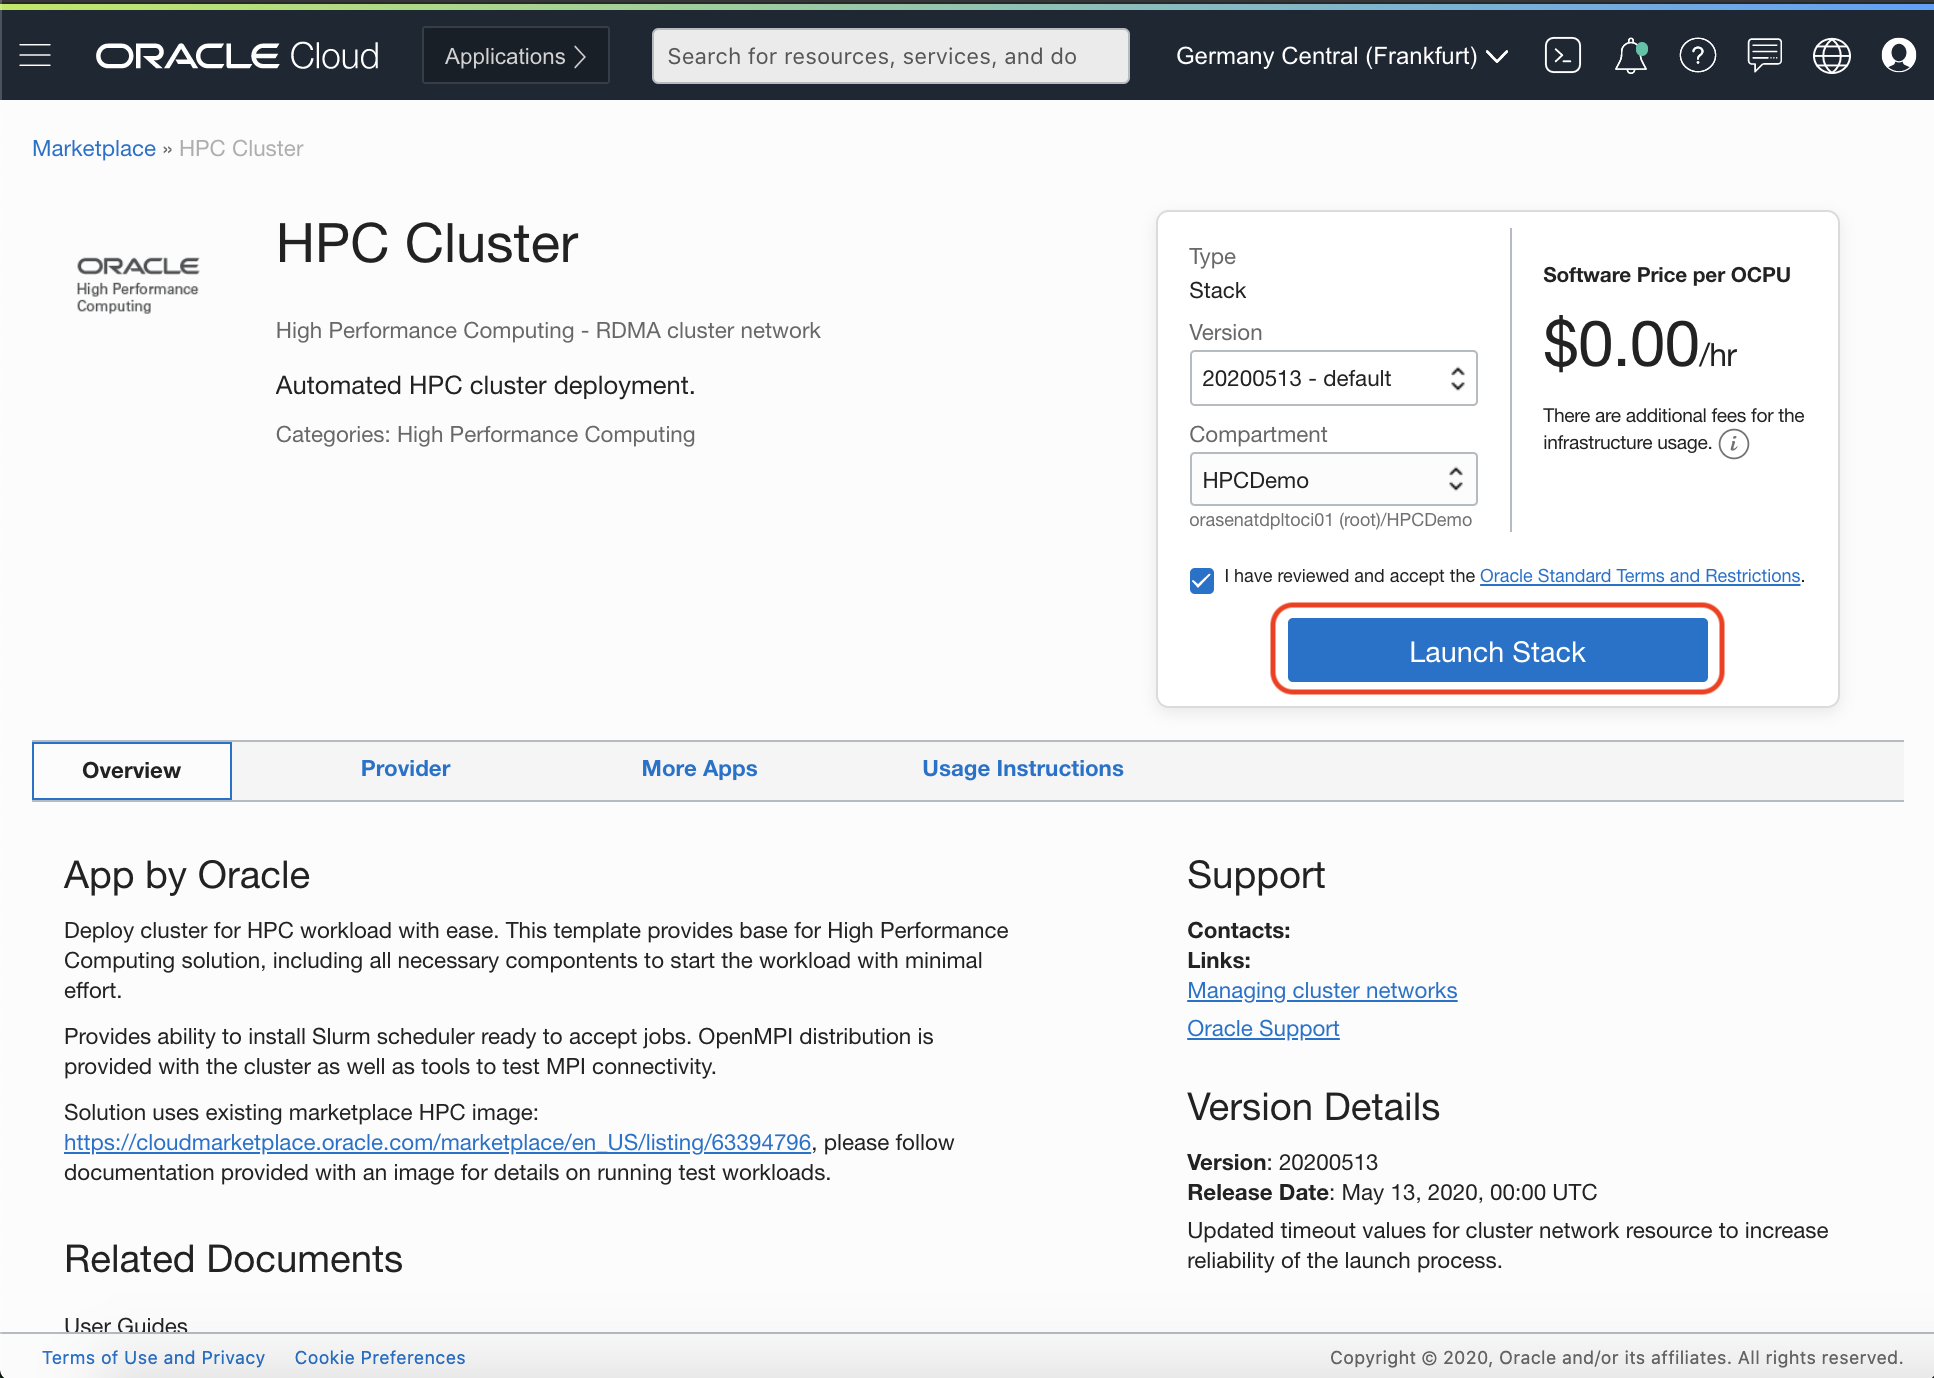 ORACLE Cloud
Applications
Search for resources, services, and do
Germany Central (Frankfurt)
Marketplace » HPC Cluster
ORACLE
High Performance
Computing
HPC Cluster
High Performance Computing - RDMA cluster network
Automated HPC cluster deployment.
Categories: High Performance Computing
Type
Stack
Version
20200513 - default
Compartment
HPCDemo
orasenatdpltoci01 (root)/HPCDemo
Software Price per OCPU
$0.00/hr
There are additional fees for the
infrastructure usage. i
I have reviewed and accept the Oracle Standard Terms and Restrictions.
Launch Stack
Overview
Provider
More Apps
Usage Instructions
App by Oracle
Deploy cluster for HPC workload with ease. This template provides base for High Performance
Computing solution, including all necessary compontents to start the workload with minimal
effort.
Provides ability to install Slurm scheduler ready to accept jobs. OpenMPI distribution is
provided with the cluster as well as tools to test MPI connectivity.
Solution uses existing marketplace HPC image:
https://cloudmarketplace.oracle.com/marketplace/en_US/listing/63394796, please follow
documentation provided with an image for details on running test workloads.
Related Documents
User Guides
Support
Contacts:
Links:
Managing cluster networks
Oracle Support
Version Details
Version: 20200513
Release Date: May 13, 2020, 00:00 UTC
Updated timeout values for cluster network resource to increase
reliability of the launch process.
Terms of Use and Privacy
Cookie Preferences
Copyright © 2020, Oracle and/or its affiliates. All rights reserved.